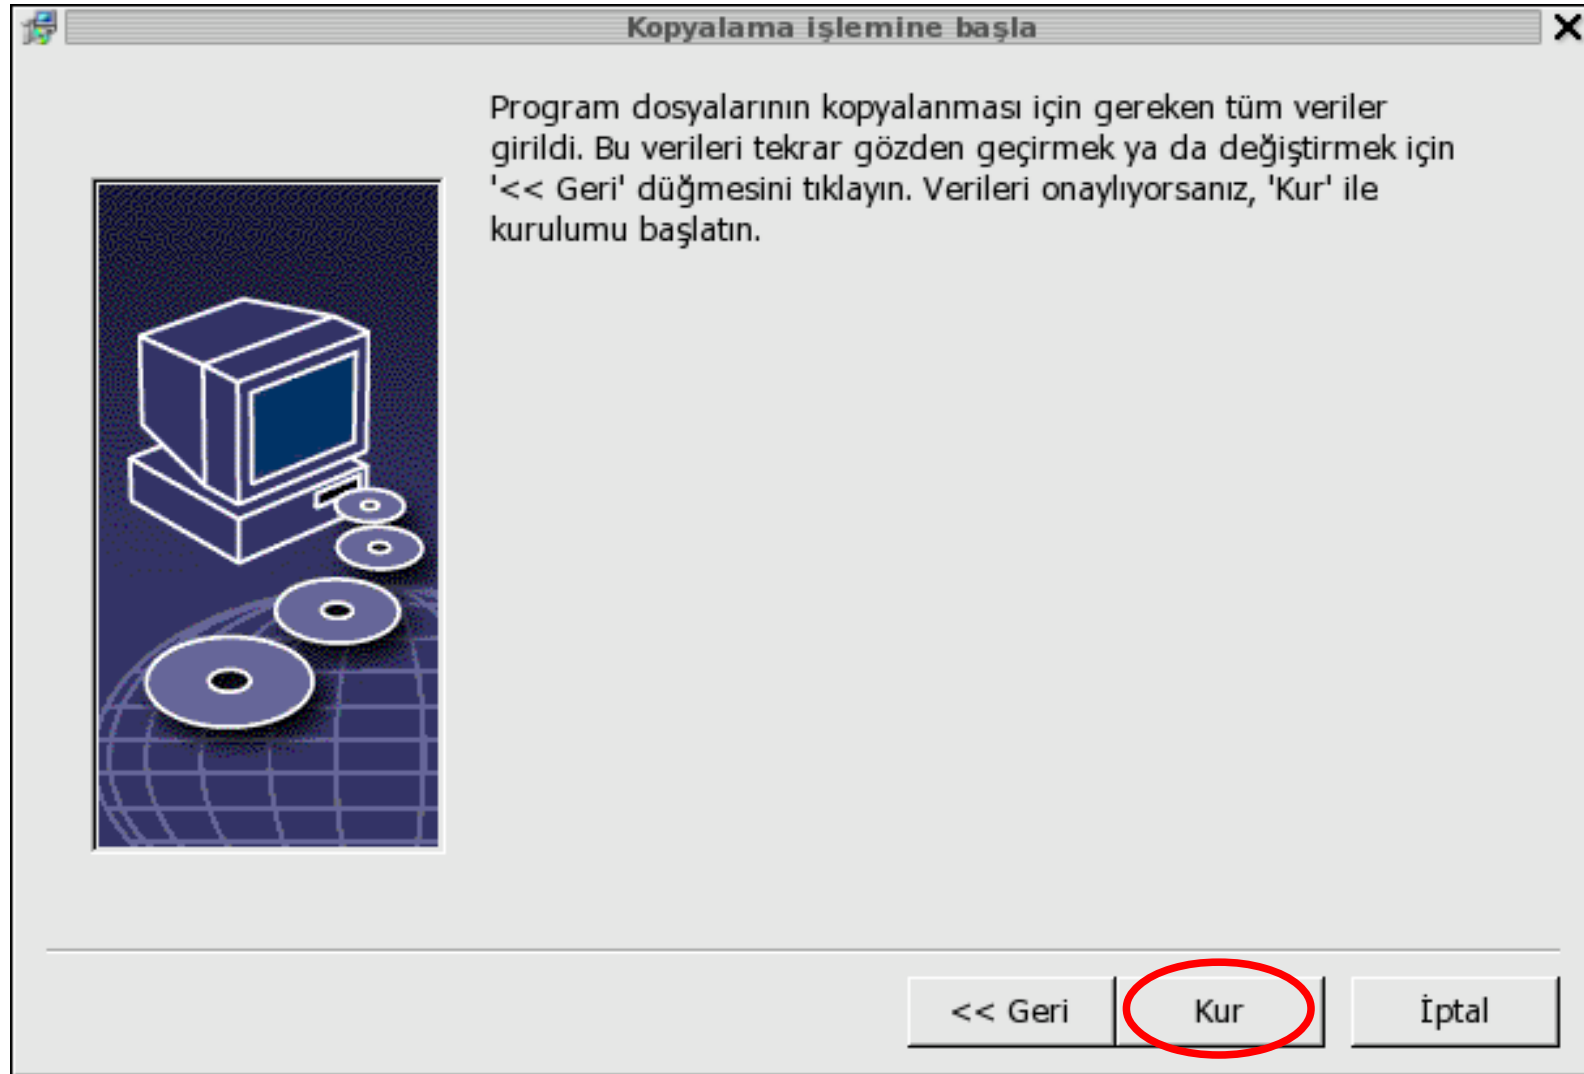 Kopyalama işlemine başla
Program dosyalarının kopyalanması için gereken tüm veriler
girildi. Bu verileri tekrar gözden geçirmek ya da değiştirmek için
'<< Geri' düğmesini tıklayın. Verileri onaylıyorsanız, 'Kur' ile
kurulumu başlatın.
<< Geri
Kur
İptal